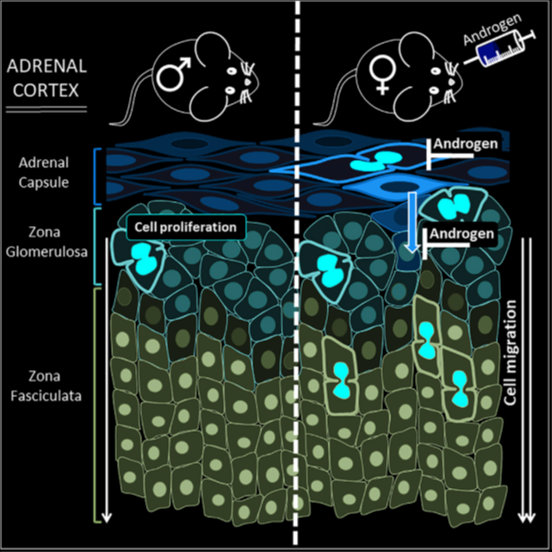 Androgen
ADRENAL
CORTEX
♂
♀
Adrenal
Capsule
Androgen
Zona
Glomerulosa
Cell proliferation
Androgen
Zona
Fasciculata
Cell migration